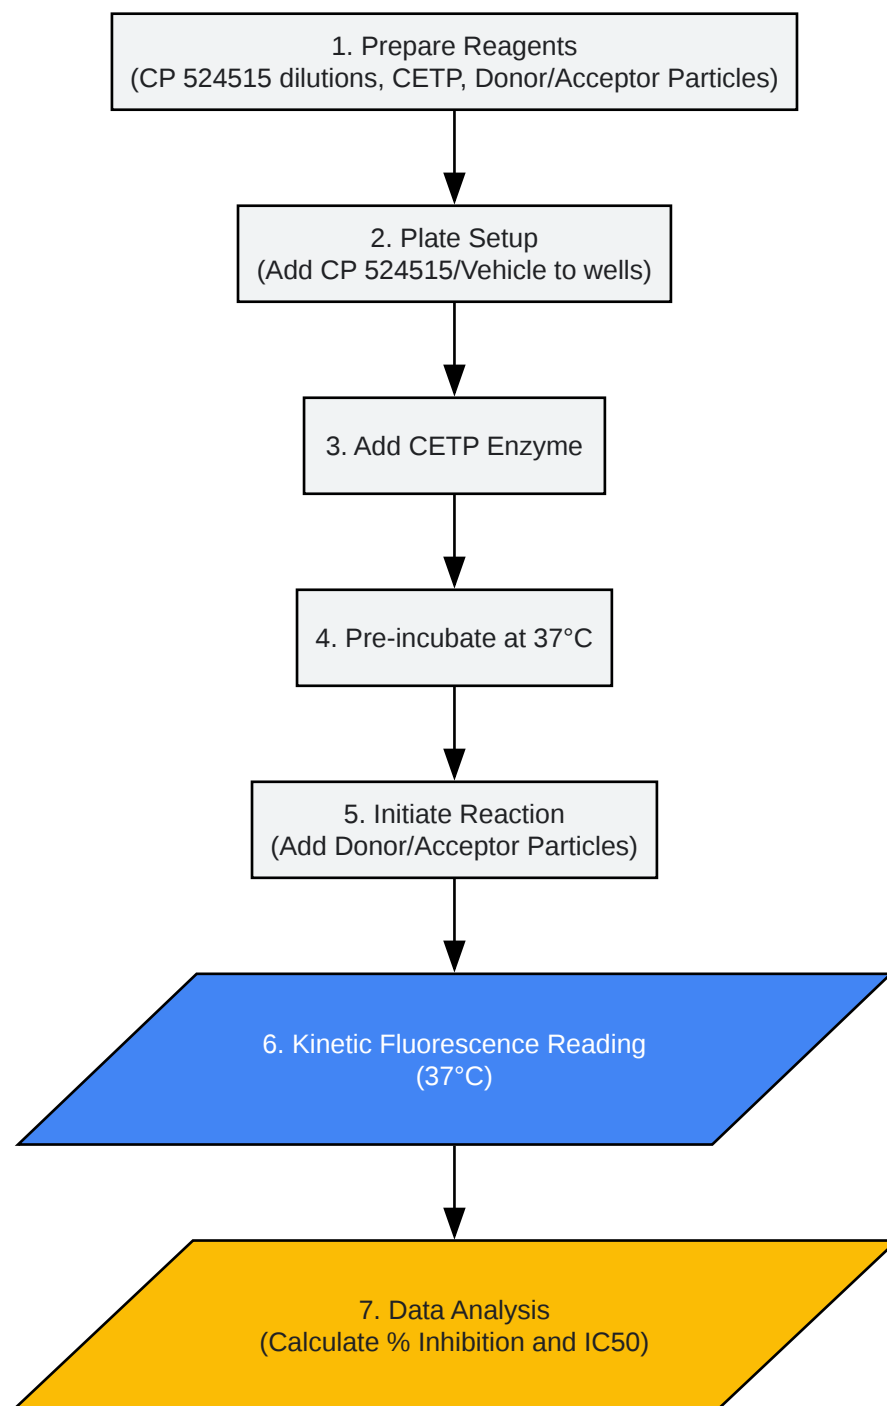 1. Prepare Reagents
(CP 524515 dilutions, CETP, Donor/Acceptor Particles)
2. Plate Setup
(Add CP 524515/Vehicle to wells)
3. Add CETP Enzyme
4. Pre-incubate at 37°C
5. Initiate Reaction
(Add Donor/Acceptor Particles)
6. Kinetic Fluorescence Reading
(37°C)
7. Data Analysis
(Calculate % Inhibition and IC50)